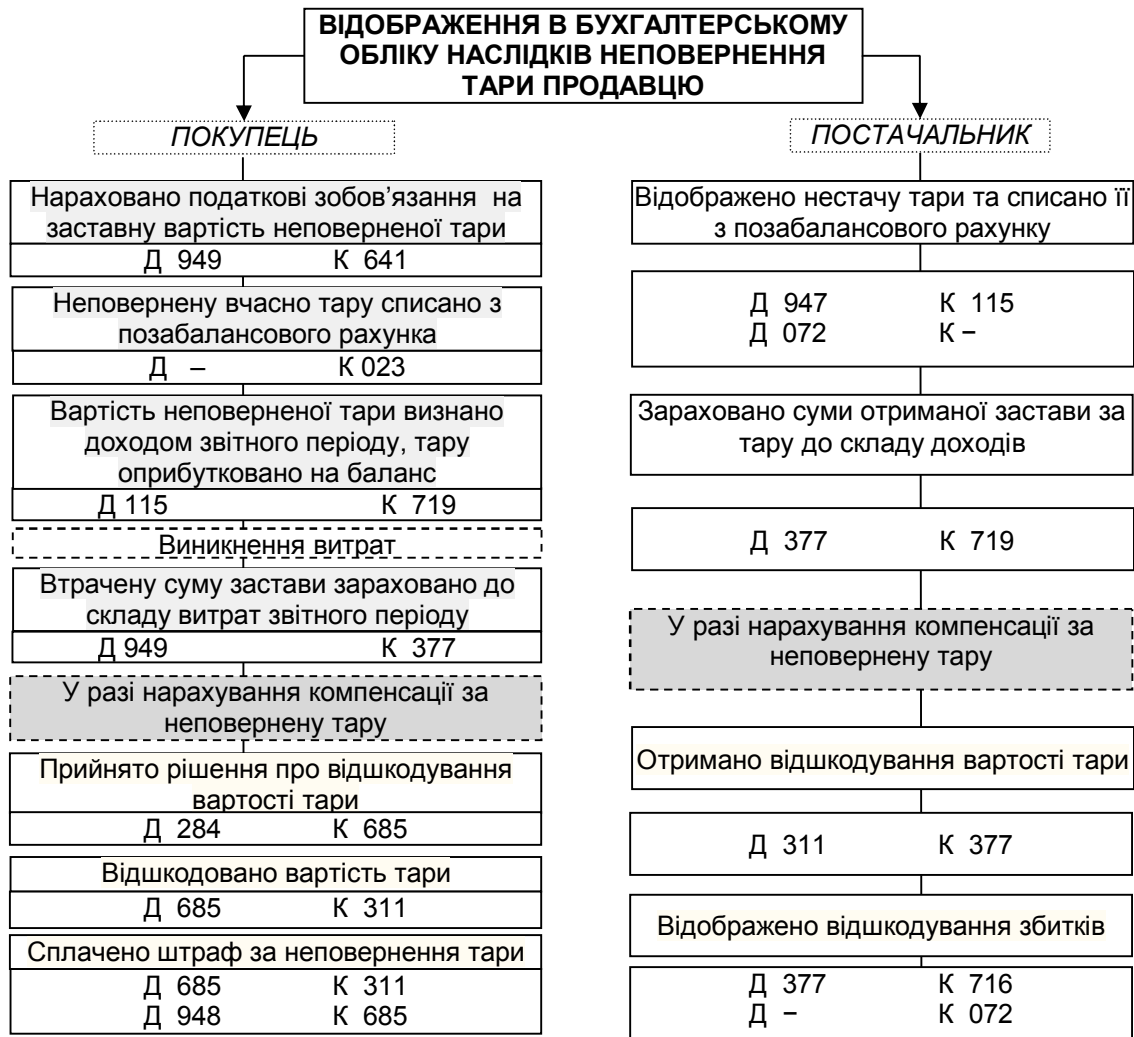 ВІДОБРАЖЕННЯ В БУХГАЛТЕРСЬКОМУ
ОБЛІКУ НАСЛІДКІВ НЕПОВЕРНЕННЯ
ТАРИ ПРОДАВЦЮ
ПОКУПЕЦЬ
Нараховано податкові зобов’язання на
заставну вартість неповерненої тари
Д 949 К 641
Неповернену вчасно тару списано з
позабалансового рахунка
Д – К 023
Вартість неповерненої тари визнано
доходом звітного періоду, тару
оприбутковано на баланс
Д 115 К 719
Виникнення витрат
Втрачену суму застави зараховано до
складу витрат звітного періоду
Д 949 К 377
У разі нарахування компенсації за
неповернену тару
Прийнято рішення про відшкодування
вартості тари
Д 284 К 685
Відшкодовано вартість тари
Д 685 К 311
Сплачено штраф за неповернення тари
Д 685 К 311
Д 948 К 685
ПОСТАЧАЛЬНИК
Відображено нестачу тари та списано її
з позабалансового рахунку
Д 947 К 115
Д 072 К −
Зараховано суми отриманої застави за
тару до складу доходів
Д 377 К 719
У разі нарахування компенсації за
неповернену тару
Отримано відшкодування вартості тари
Д 311 К 377
Відображено відшкодування збитків
Д 377 К 716
Д − К 072